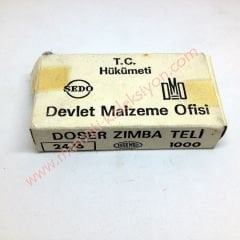 T.C.
Hükümeti
SEDO
DMO
Devlet Malzeme Ofisi
DOSER ZIMBA TELİ
24/6
1000